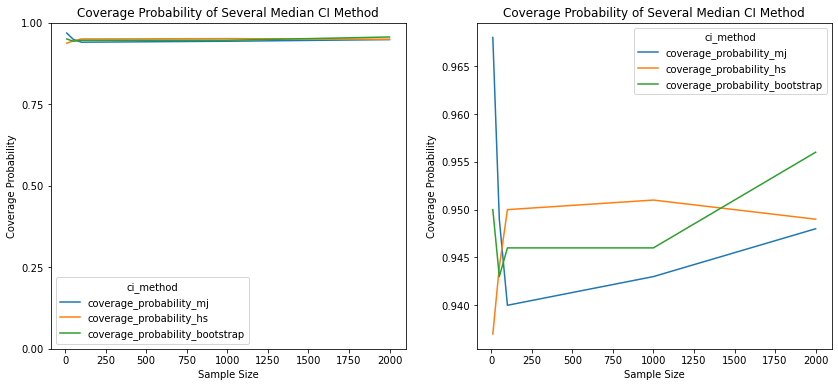 Coverage Probability of Several Median CI Method
1.00
0.75
0.50
0.25
0.00
Coverage Probability
ci_method
coverage_probability_mj
coverage_probability_hs
coverage_probability_bootstrap
0 250 500 750 1000 1250 1500 1750 2000
Sample Size
Coverage Probability of Several Median CI Method
ci_method
coverage_probability_mj
coverage_probability_hs
coverage_probability_bootstrap
0.965
0.960
0.955
0.950
0.945
0.940
Coverage Probability
0 250 500 750 1000 1250 1500 1750 2000
Sample Size